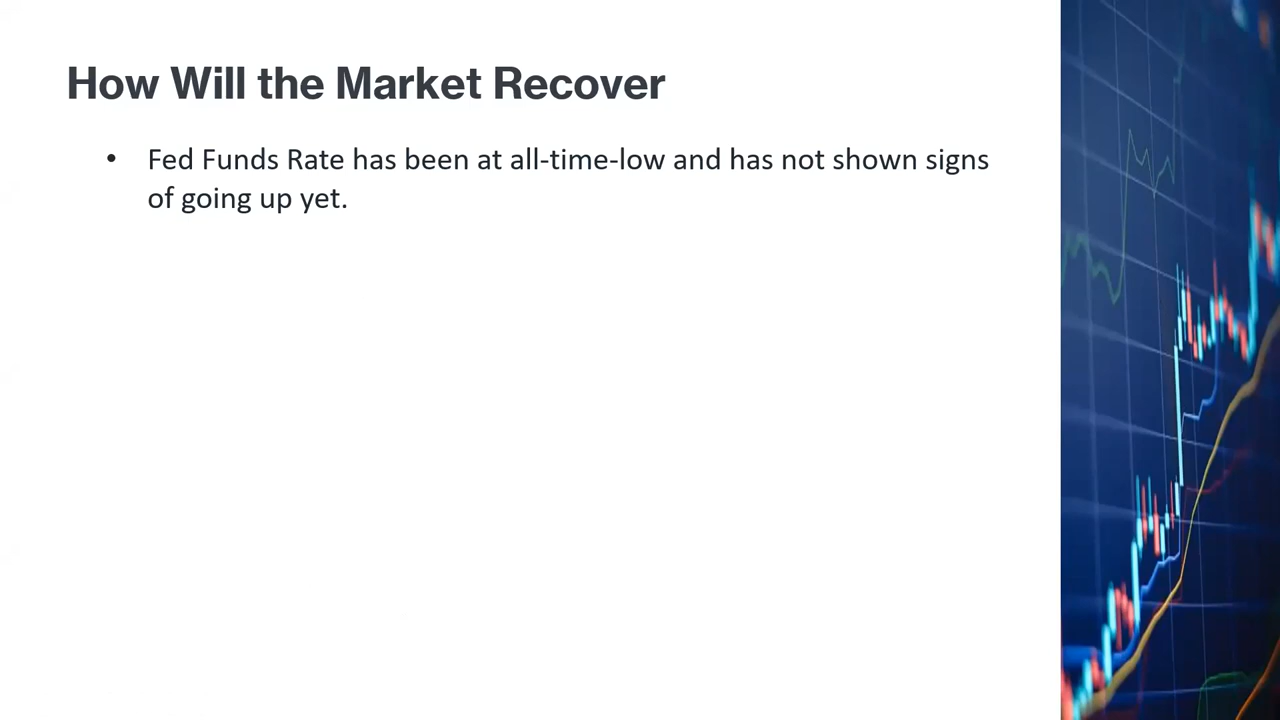 How Will the Market Recover
• Fed Funds Rate has been at all-time-low and has not shown signs
of going up yet.